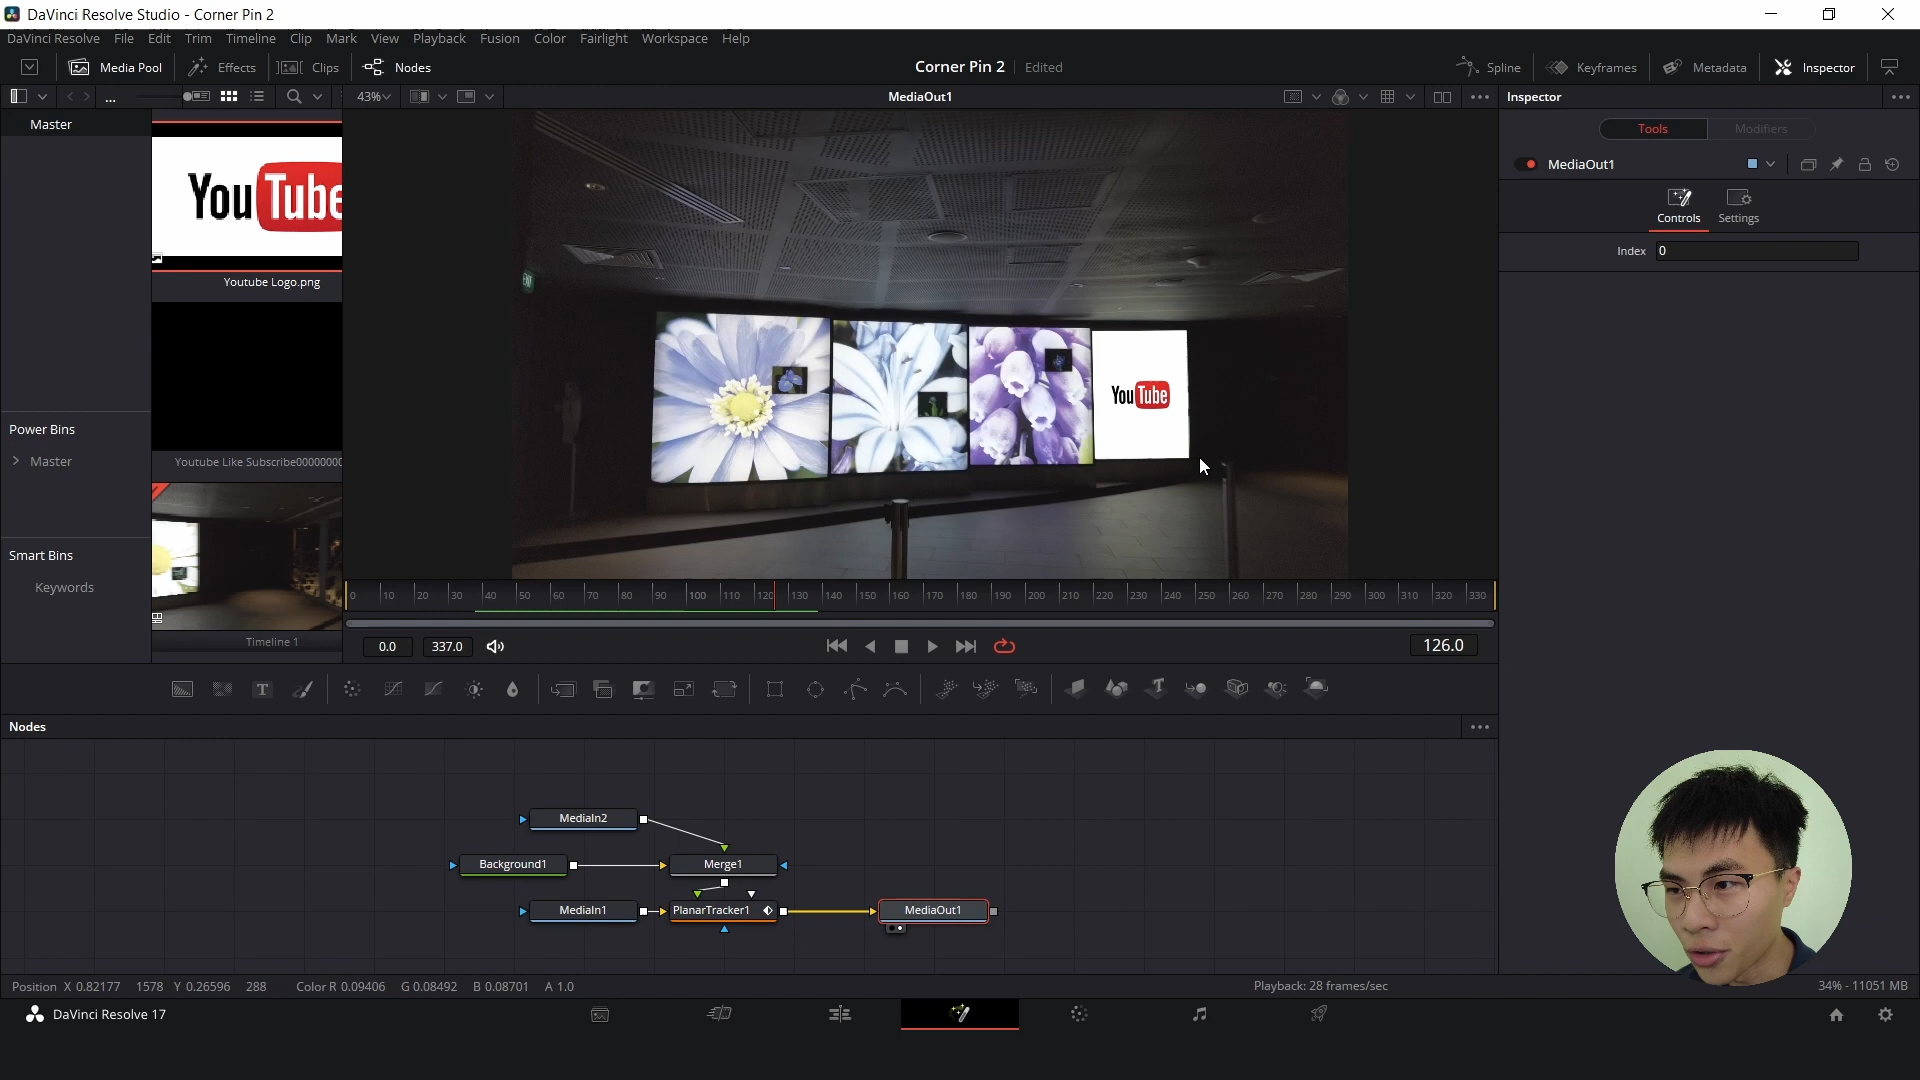 DaVinci Resolve Studio - Corner Pin 2
DaVinci Resolve File Edit Trim Timeline Clip Mark View Playback Fusion Color Fairlight Workspace Help
Media Pool Effects Clips Nodes Corner Pin 2 Edited Spline Keyframes Metadata Inspector
... 43% MediaOut1 Inspector
Master
Tools Modifiers
MediaOut1
Controls Settings
Index 0
YouTube
Youtube Logo.png
EXIT
YouTube
Power Bins
Master
Youtube Like Subscribe00000000
Smart Bins
Keywords
Timeline 1
0 10 20 30 40 50 60 70 80 90 100 110 120 130 140 150 160 170 180 190 200 210 220 230 240 250 260 270 280 290 300 310 320 330
0.0 337.0 126.0
T T
Nodes
MediaIn2
Background1 Merge1
MediaIn1 PlanarTracker1 MediaOut1
Position X 0.82177 1578 Y 0.26596 288 Color R 0.09406 G 0.08492 B 0.08701 A 1.0 Playback: 28 frames/sec 34% - 11051 MB
DaVinci Resolve 17